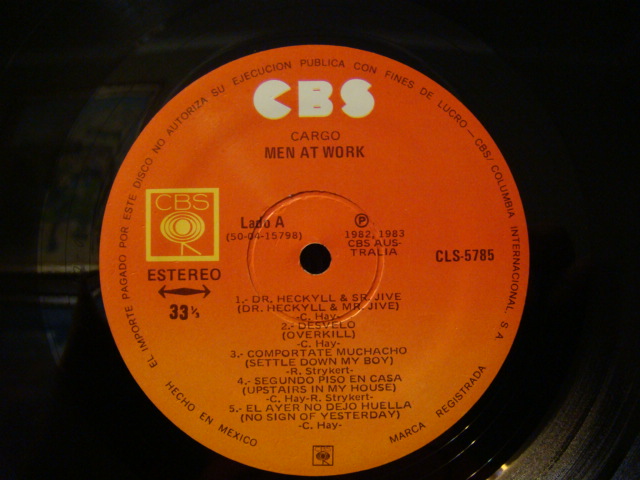 EL IMPORTE PAGADO POR ESTE DISCO NO AUTORIZA SU EJECUCION PUBLICA CON FINES DE LUCRO—CBS/COLUMBIA INTERNACIONAL, S.A.
CBS
CARGO
MEN AT WORK
CBS
ESTEREO
33 1/3
Lado A
(50-04-15798)
℗
1982, 1983
CBS AUS-
TRALIA
CLS-5785
1.- DR. HECKYLL & SR. JIVE
(DR. HECKYLL & MR. JIVE)
-C. Hay-
2.- DESVELO
(OVERKILL)
-C. Hay-
3.- COMPORTATE MUCHACHO
(SETTLE DOWN MY BOY)
-R. Strykert-
4.- SEGUNDO PISO EN CASA
(UPSTAIRS IN MY HOUSE)
-C. Hay-R. Strykert-
5.- EL AYER NO DEJO HUELLA
(NO SIGN OF YESTERDAY)
-C. Hay-
HECHO EN MEXICO
MARCA REGISTRADA